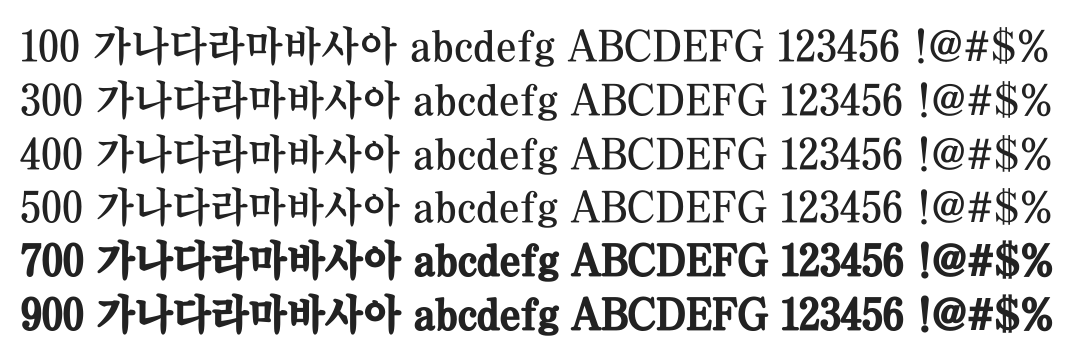 100 가나다라마바사아 abcdefg ABCDEFG 123456 !@#$%
300 가나다라마바사아 abcdefg ABCDEFG 123456 !@#$%
400 가나다라마바사아 abcdefg ABCDEFG 123456 !@#$%
500 가나다라마바사아 abcdefg ABCDEFG 123456 !@#$%
700 가나다라마바사아 abcdefg ABCDEFG 123456 !@#$%
900 가나다라마바사아 abcdefg ABCDEFG 123456 !@#$%